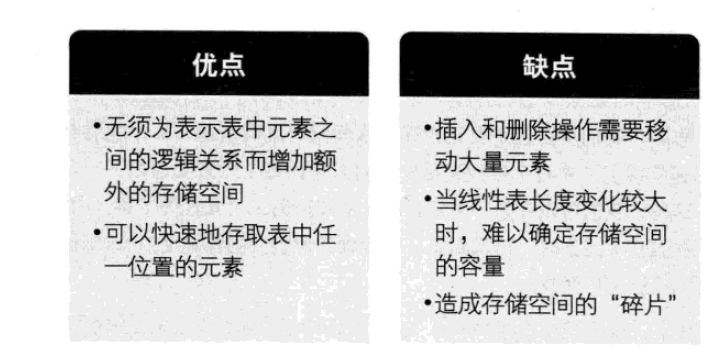 优点
•无须为表示表中元素之
间的逻辑关系而增加额
外的存储空间
•可以快速地存取表中任
一位置的元素
缺点
•插入和删除操作需要移
动大量元素
•当线性表长度变化较大
时，难以确定存储空间
的容量
•造成存储空间的“碎片”